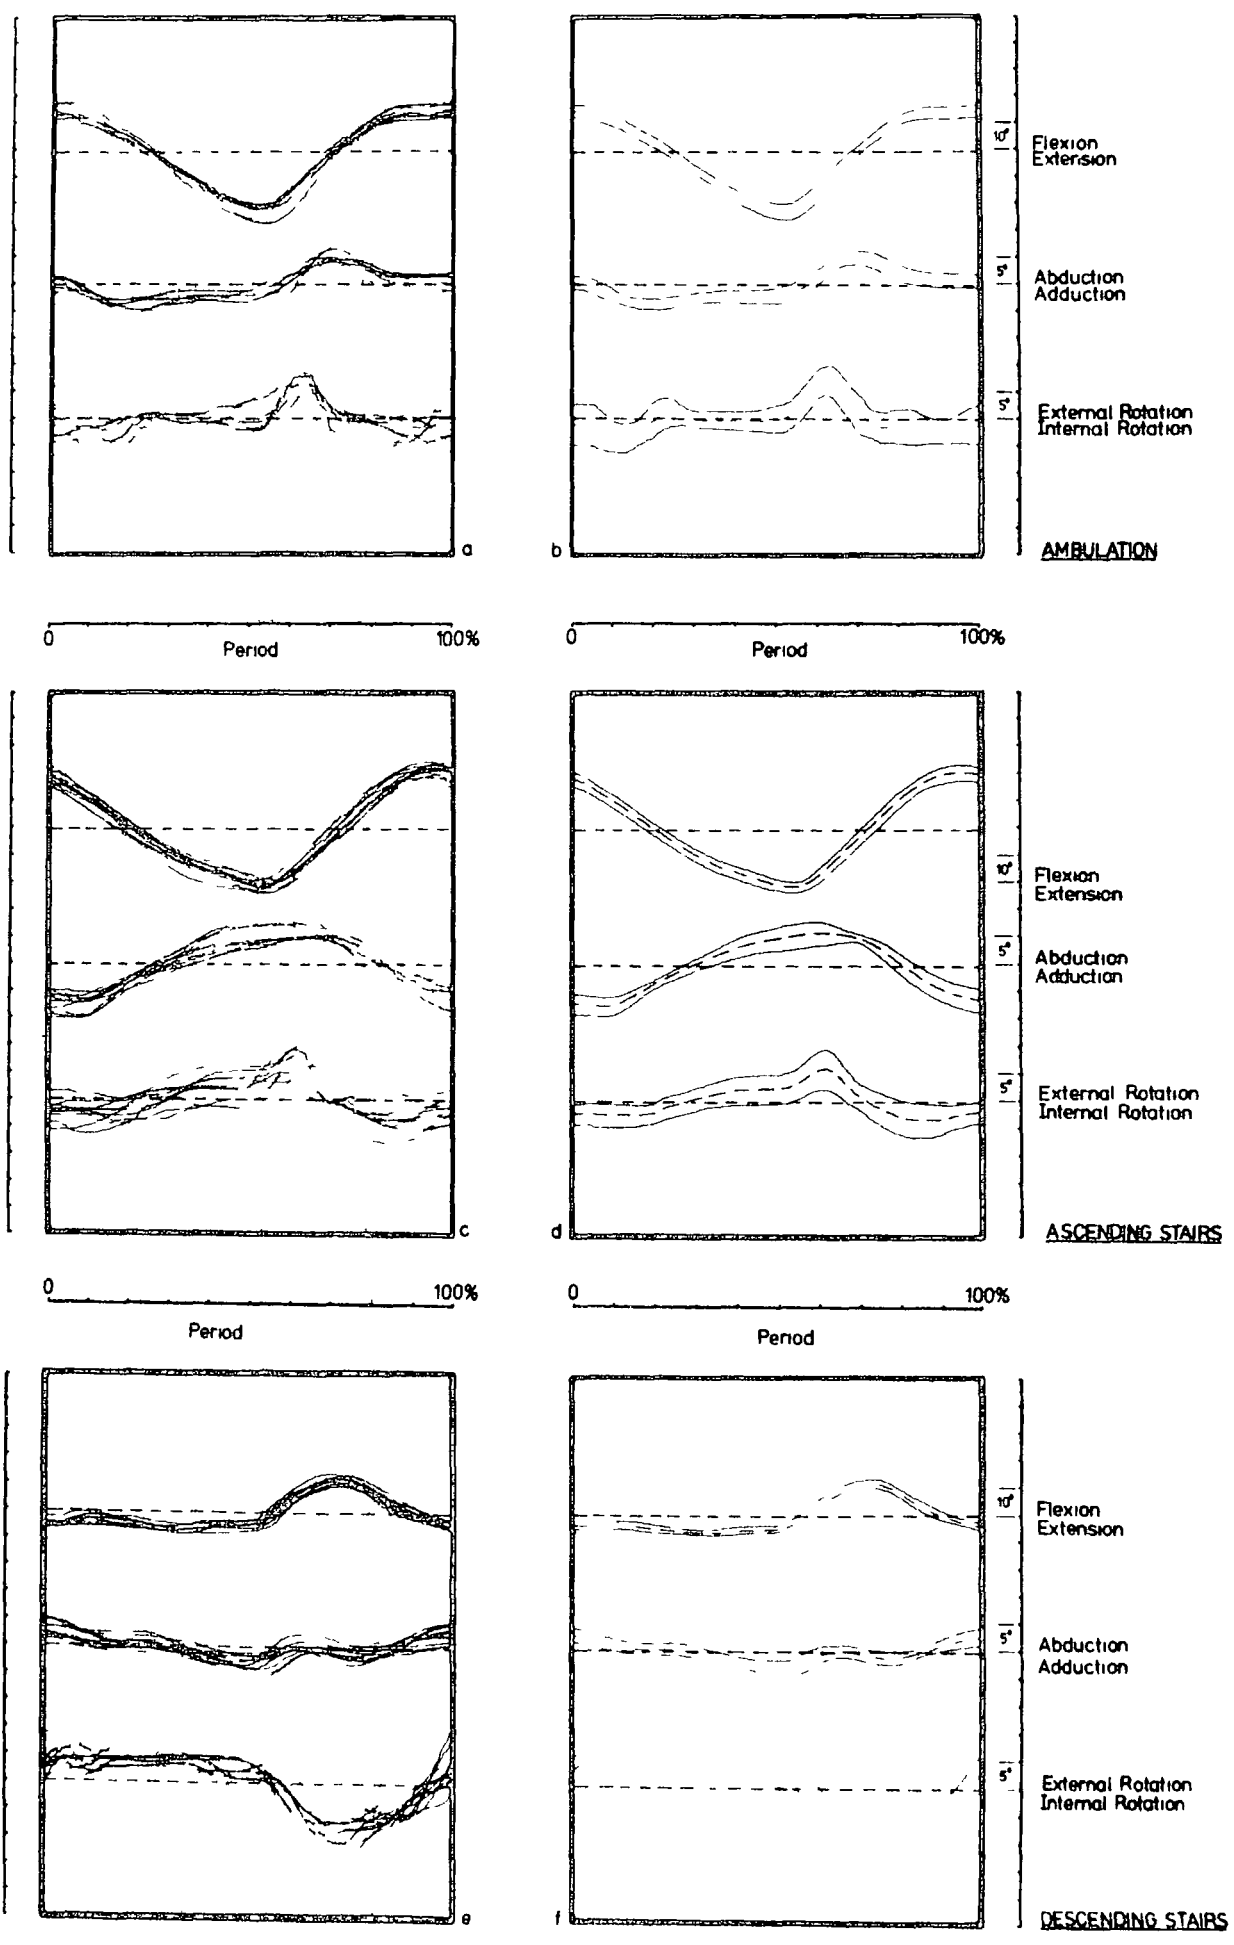 10°
Flexion
Extension
5°
Abduction
Adduction
5°
External Rotation
Internal Rotation
a
b
AMBULATION
0
100%
Period
0
100%
Period
10°
Flexion
Extension
5°
Abduction
Adduction
5°
External Rotation
Internal Rotation
c
d
ASCENDING STAIRS
0
100%
Period
0
100%
Period
10°
Flexion
Extension
5°
Abduction
Adduction
5°
External Rotation
Internal Rotation
e
f
DESCENDING STAIRS